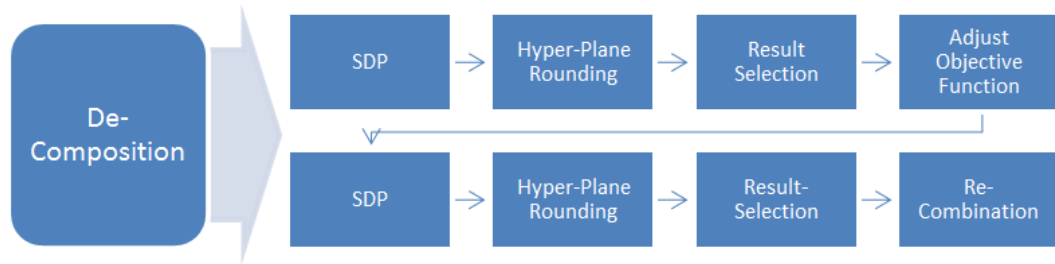 De-
Composition
SDP
Hyper-Plane
Rounding
Result
Selection
Adjust
Objective
Function
SDP
Hyper-Plane
Rounding
Result-
Selection
Re-
Combination